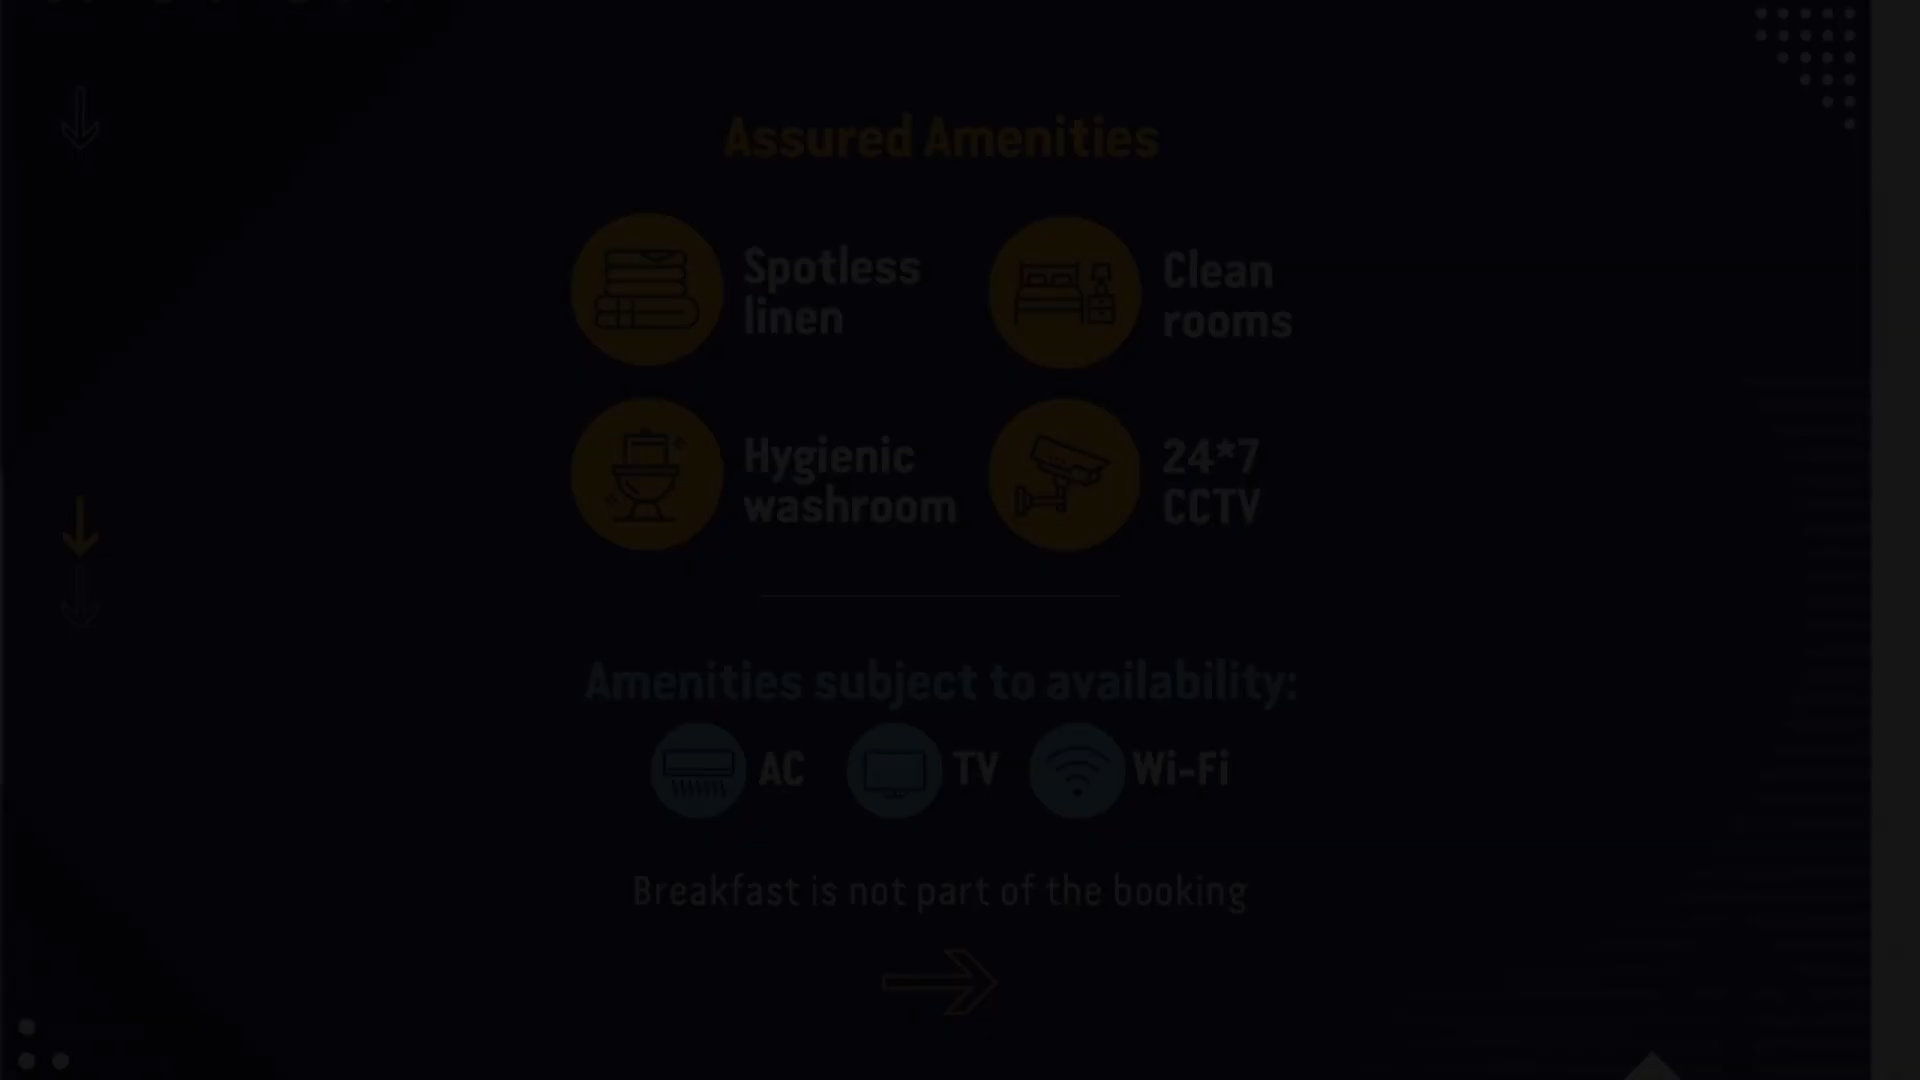 Assured Amenities
Spotless
linen
Clean
rooms
Hygienic
washroom
24*7
CCTV
Amenities subject to availability:
AC
TV
Wi-Fi
Breakfast is not part of the booking